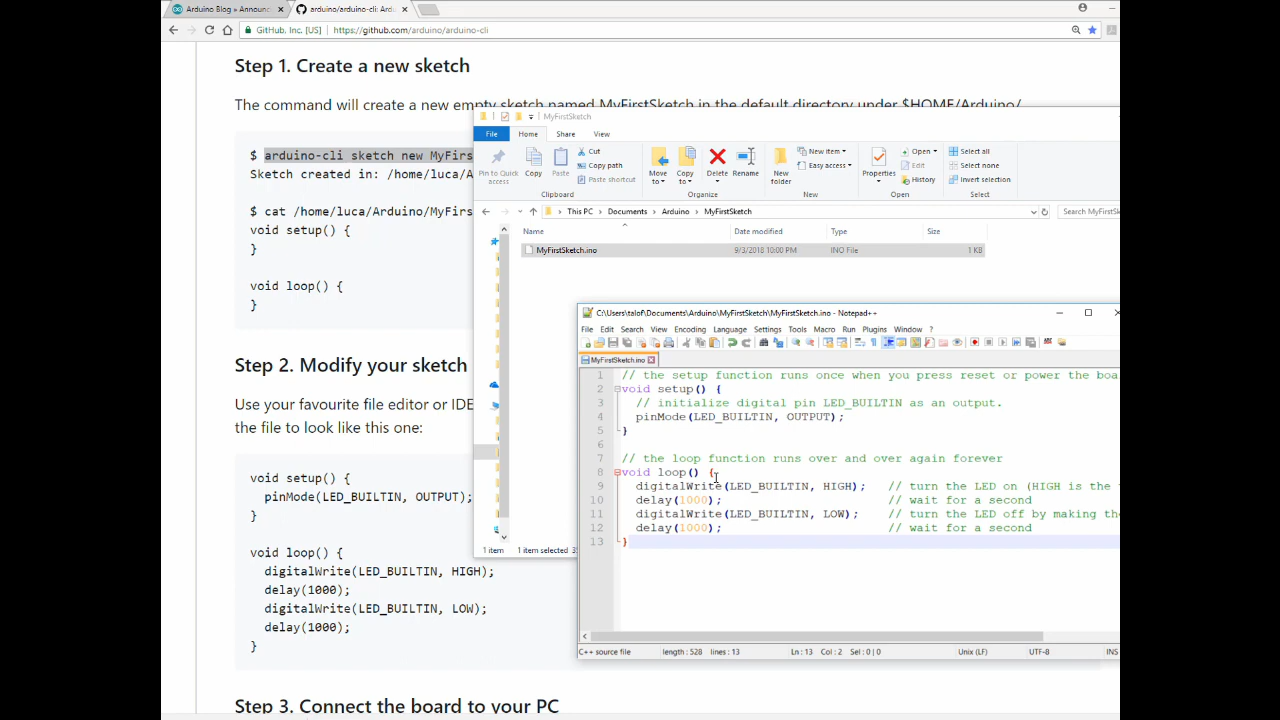 Arduino Blog » Announc
arduino/arduino-cli: Ardu
GitHub, Inc. [US]
https://github.com/arduino/arduino-cli
Step 1. Create a new sketch
The command will create a new empty sketch named MyFirstSketch in the default directory under $HOME/Arduino/
$ arduino-cli sketch new MyFirs
Sketch created in: /home/luca/A
$ cat /home/luca/Arduino/MyFirs
void setup() {
}
void loop() {
}
Step 2. Modify your sketch
Use your favourite file editor or IDE
the file to look like this one:
void setup() {
pinMode(LED_BUILTIN, OUTPUT);
}
void loop() {
digitalWrite(LED_BUILTIN, HIGH);
delay(1000);
digitalWrite(LED_BUILTIN, LOW);
delay(1000);
}
Step 3. Connect the board to your PC
MyFirstSketch
File Home Share View
Pin to Quick access
Copy
Paste
Cut
Copy path
Paste shortcut
Clipboard
Move to
Copy to
Delete
Rename
Organize
New folder
New item
Easy access
New
Properties
Open
Edit
History
Open
Select all
Select none
Invert selection
Select
This PC > Documents > Arduino > MyFirstSketch
Search MyFirstSk
Name Date modified Type Size
MyFirstSketch.ino 9/3/2018 10:00 PM INO File 1 KB
1 item 1 item selected
C:\Users\talof\Documents\Arduino\MyFirstSketch\MyFirstSketch.ino - Notepad++
File Edit Search View Encoding Language Settings Tools Macro Run Plugins Window ?
MyFirstSketch.ino
1 // the setup function runs once when you press reset or power the boa
2 void setup() {
3 // initialize digital pin LED_BUILTIN as an output.
4 pinMode(LED_BUILTIN, OUTPUT);
5 }
6
7 // the loop function runs over and over again forever
8 void loop() {
9 digitalWrite(LED_BUILTIN, HIGH); // turn the LED on (HIGH is the
10 delay(1000); // wait for a second
11 digitalWrite(LED_BUILTIN, LOW); // turn the LED off by making th
12 delay(1000); // wait for a second
13 }
C++ source file length : 528 lines : 13 Ln : 13 Col : 2 Sel : 0 | 0 Unix (LF) UTF-8 INS